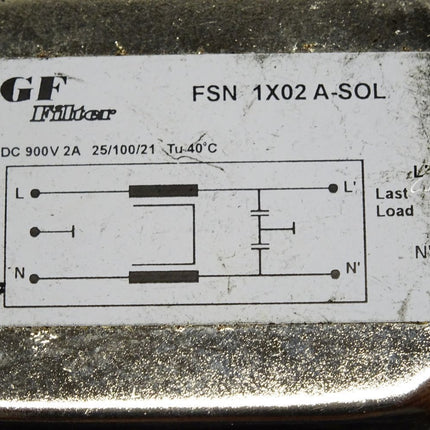 GF
Filter
FSN 1X02 A-SOL
DC 900V 2A 25/100/21 Tu 40°C
L L'
Last
Load
N N'
L'
N'